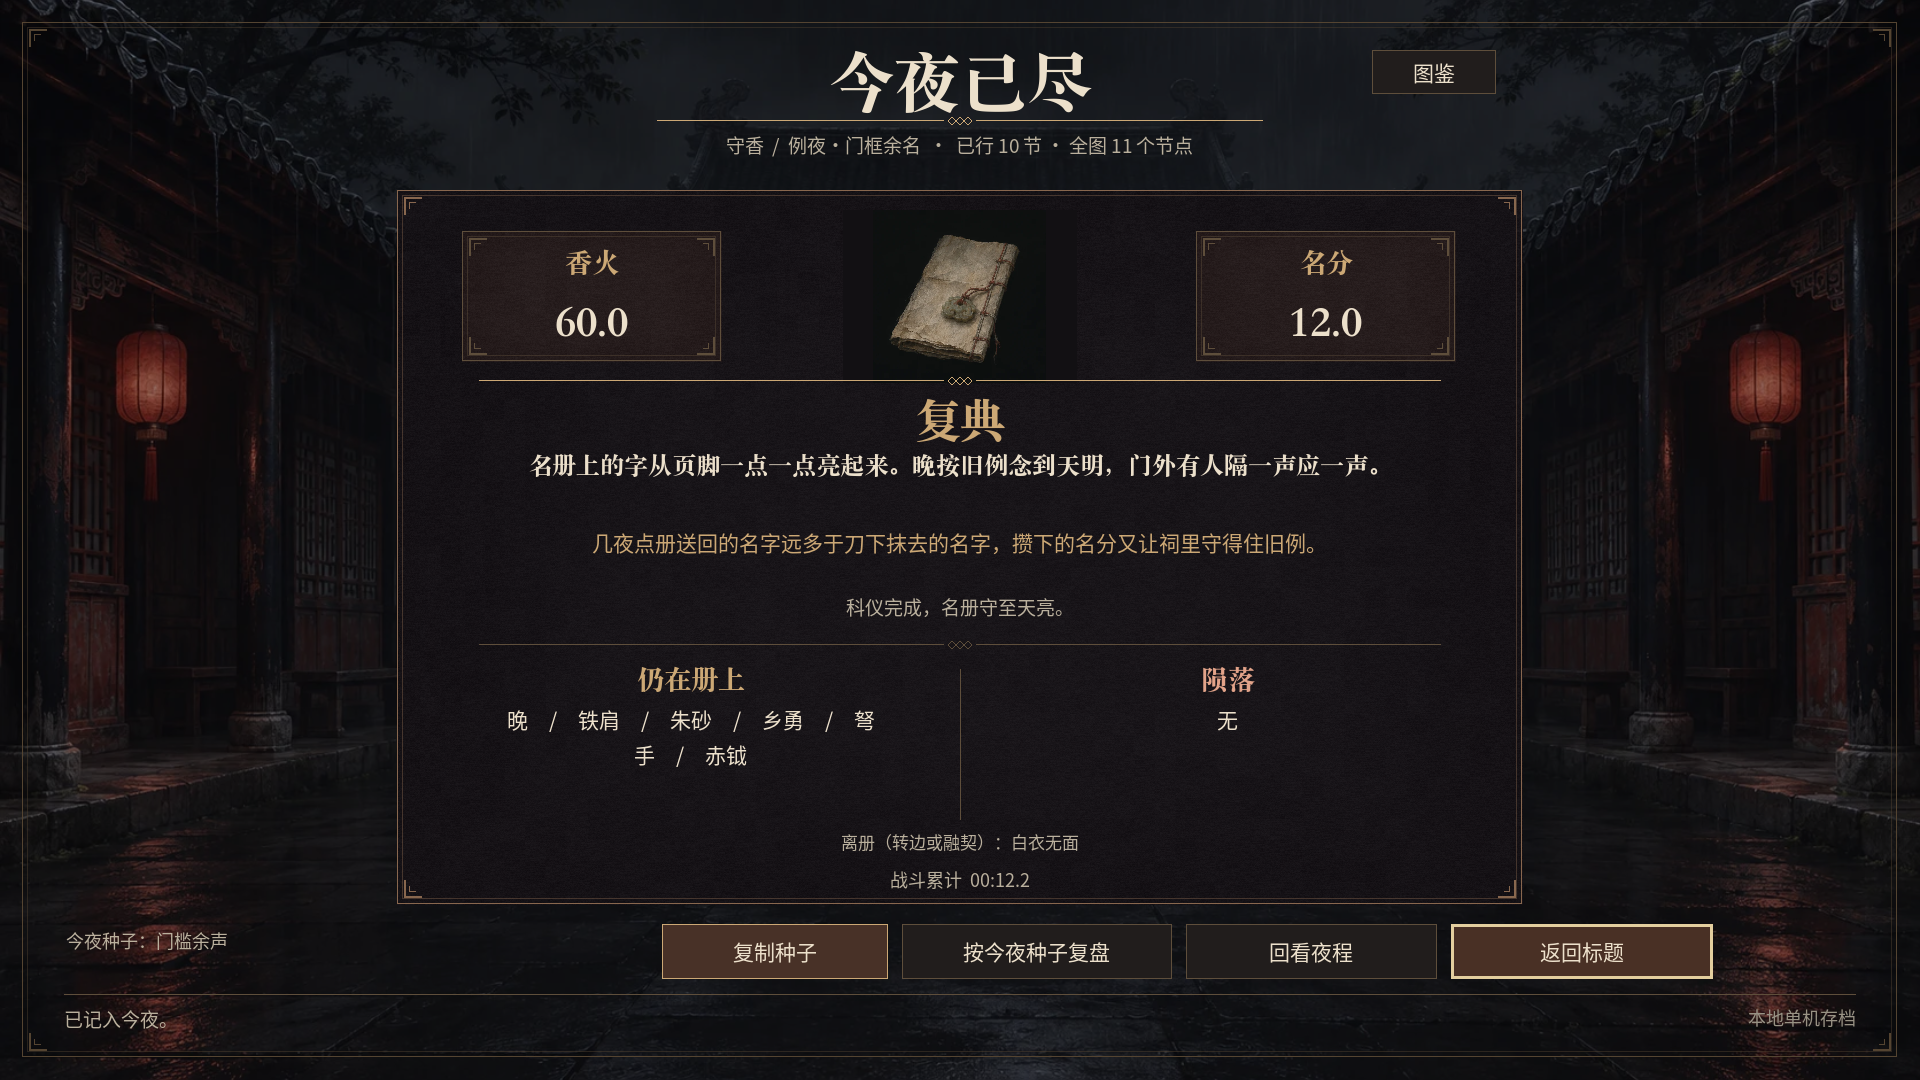 今夜已尽
图鉴
守香 / 例夜·门框余名 · 已行 10 节 · 全图 11 个节点
香火
60.0
名分
12.0
复典
名册上的字从页脚一点一点亮起来。晚按旧例念到天明，门外有人隔一声应一声。
几夜点册送回的名字远多于刀下抹去的名字，攒下的名分又让祠里守得住旧例。
科仪完成，名册守至天亮。
仍在册上
晚 / 铁肩 / 朱砂 / 乡勇 / 弩
手 / 赤钺
陨落
无
离册（转边或融契）：白衣无面
战斗累计 00:12.2
今夜种子：门槛余声
复制种子
按今夜种子复盘
回看夜程
返回标题
已记入今夜。
本地单机存档